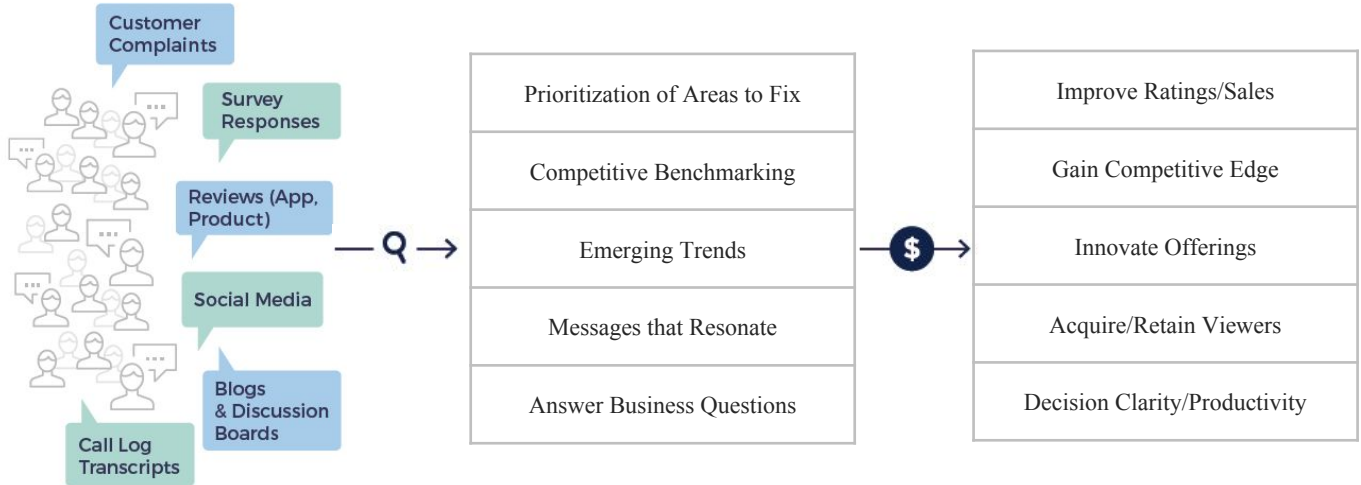 Customer
Complaints
Survey
Responses
Reviews (App,
Product)
Social Media
Blogs
& Discussion
Boards
Call Log
Transcripts
Prioritization of Areas to Fix
Competitive Benchmarking
Emerging Trends
Messages that Resonate
Answer Business Questions
$
Improve Ratings/Sales
Gain Competitive Edge
Innovate Offerings
Acquire/Retain Viewers
Decision Clarity/Productivity